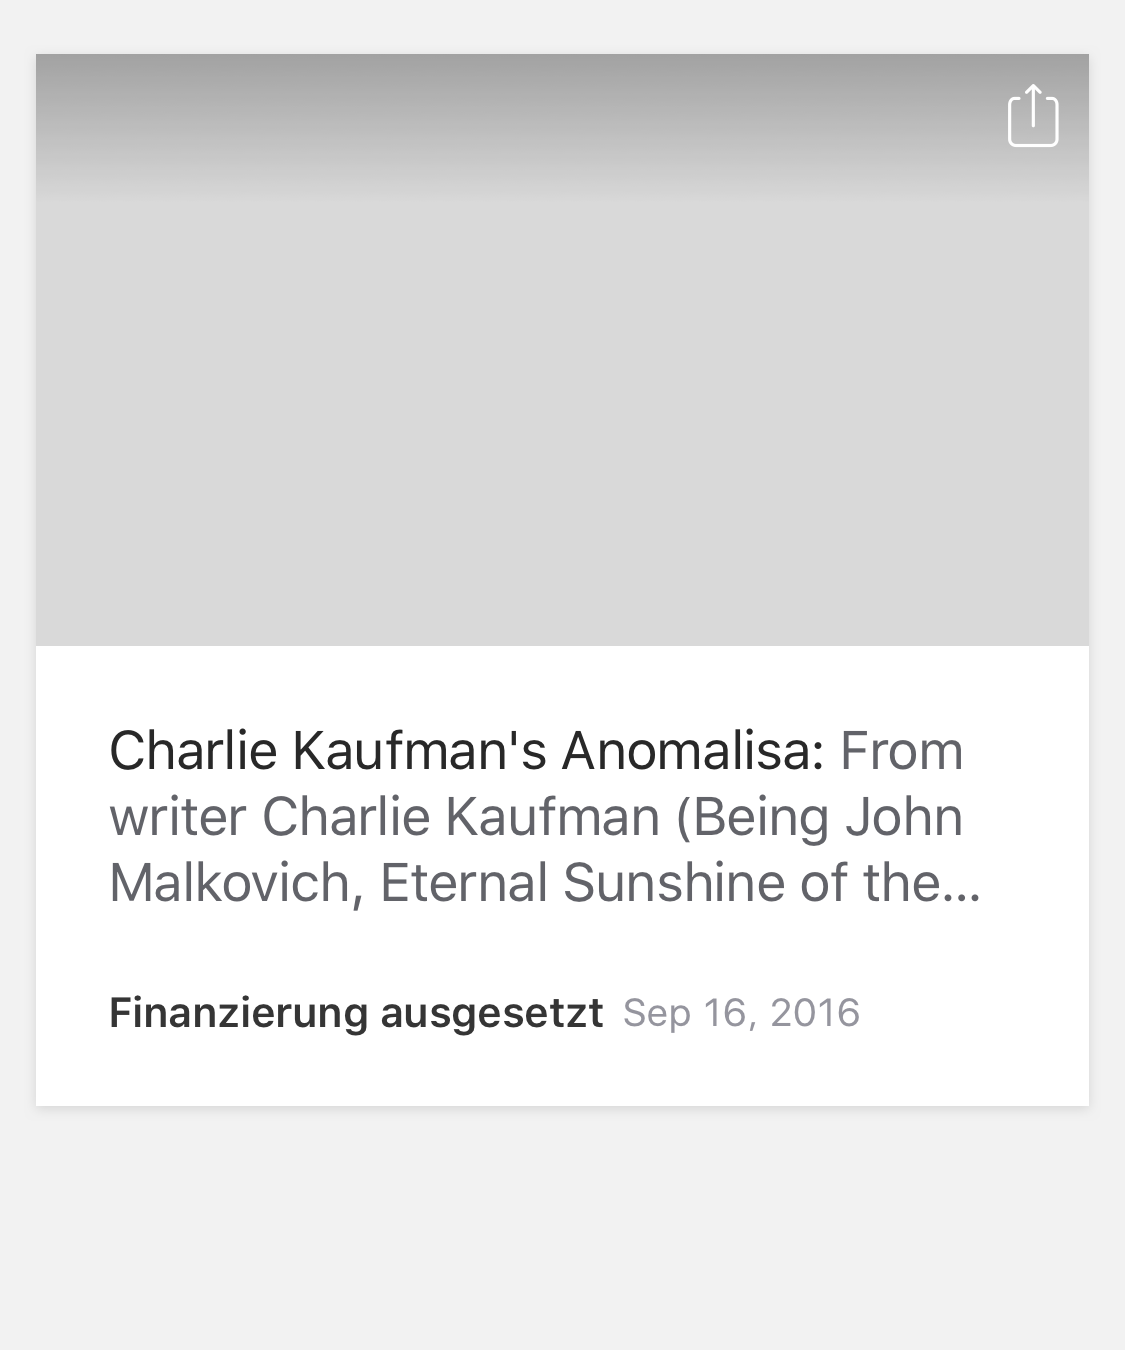 Charlie Kaufman's Anomalisa: From
writer Charlie Kaufman (Being John
Malkovich, Eternal Sunshine of the...
Finanzierung ausgesetzt Sep 16, 2016